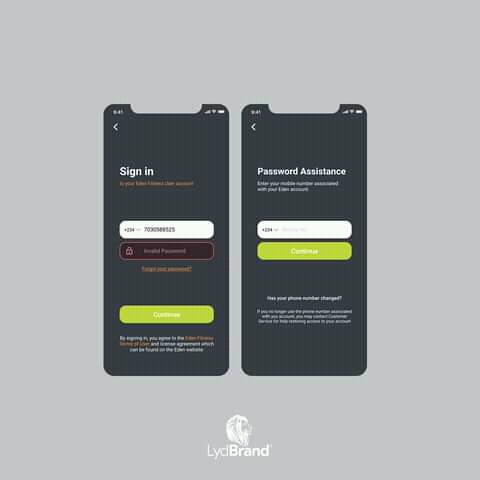 9:41
Sign in
to your Eden Fitness User account
+234
7030588525
Invalid Password
Forgot your password?
Continue
By signing in, you agree to the Eden Fitness
Terms of User and license agreement which
can be found on the Eden website
9:41
Password Assistance
Enter your mobile number associated
with your Eden account.
+234
Continue
Has your phone number changed?
If you no longer use the phone number associated
with you account, you may contact Customer
Service for help restoring access to your account
LydBrand